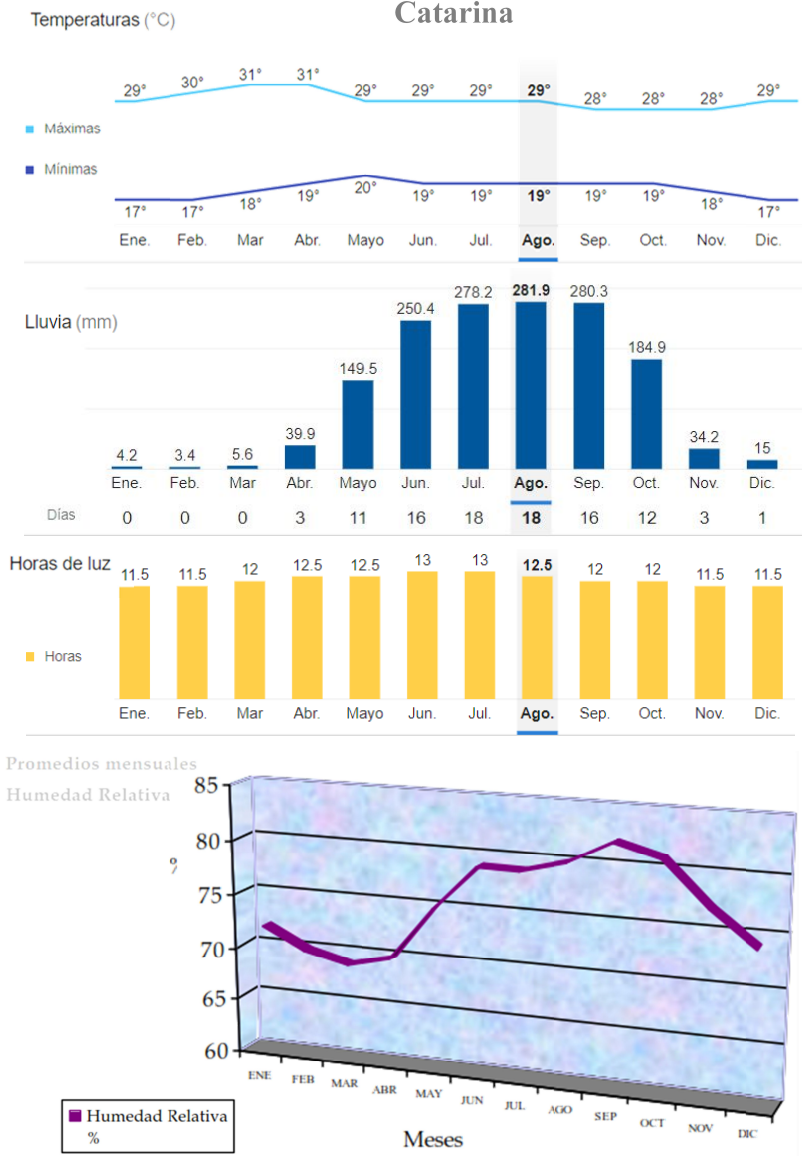 Catarina
Temperaturas (°C)
29° 30° 31° 31° 29° 29° 29° 29° 28° 28° 28° 29°
Máximas
Mínimas
17° 17° 18° 19° 20° 19° 19° 19° 19° 19° 18° 17°
Ene. Feb. Mar Abr. Mayo Jun. Jul. Ago. Sep. Oct. Nov. Dic.
Lluvia (mm)
4.2 3.4 5.6 39.9 149.5 250.4 278.2 281.9 280.3 184.9 34.2 15
Ene. Feb. Mar Abr. Mayo Jun. Jul. Ago. Sep. Oct. Nov. Dic.
Días 0 0 0 3 11 16 18 18 16 12 3 1
Horas de luz
11.5 11.5 12 12.5 12.5 13 13 12.5 12 12 11.5 11.5
Horas
Ene. Feb. Mar Abr. Mayo Jun. Jul. Ago. Sep. Oct. Nov. Dic.
Promedios mensuales
Humedad Relativa
85
80
%
75
70
65
60
ENE FEB MAR ABR MAY JUN JUL AGO SEP OCT NOV DIC
Humedad Relativa
%
Meses